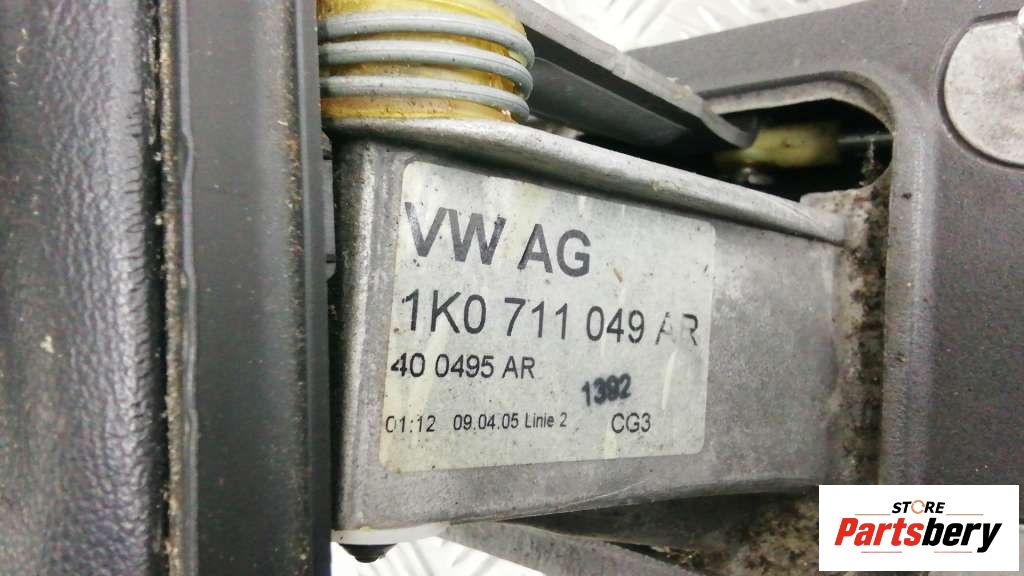 VW AG
1K0 711 049 AR
40 0495 AR
1392
01:12 09.04.05 Linie 2 CG3
STORE
Partsbery